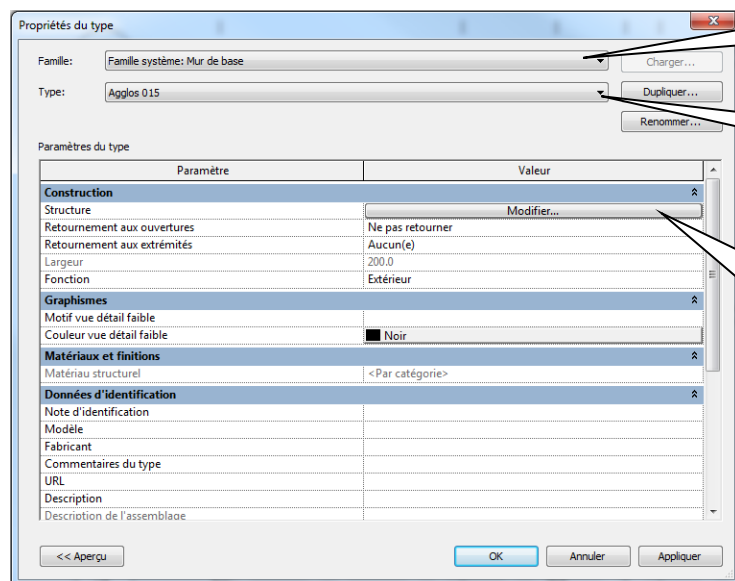 Propriétés du type
x
Famille: Famille système: Mur de base Charger...
Type: Agglos 015 Dupliquer...
Renommer...
Paramètres du type
Paramètre Valeur
Construction
Structure Modifier...
Retournement aux ouvertures Ne pas retourner
Retournement aux extrémités Aucun(e)
Largeur 200.0
Fonction Extérieur
Graphismes
Motif vue détail faible
Couleur vue détail faible Noir
Matériaux et finitions
Matériau structurel <Par catégorie>
Données d'identification
Note d'identification
Modèle
Fabricant
Commentaires du type
URL
Description
Description de l'assemblage
<< Aperçu OK Annuler Appliquer